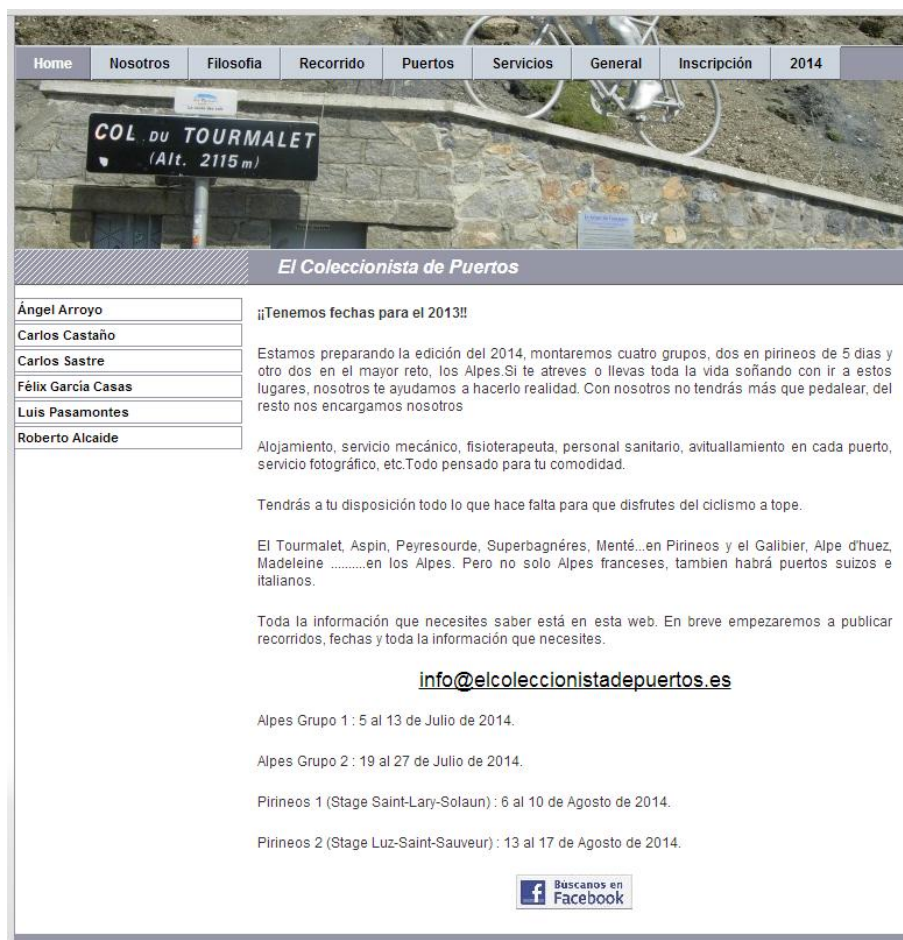 Home Nosotros Filosofia Recorrido Puertos Servicios General Inscripción 2014
COL DU TOURMALET
(Alt. 2115 m)
El Coleccionista de Puertos
Ángel Arroyo
Carlos Castaño
Carlos Sastre
Félix García Casas
Luis Pasamontes
Roberto Alcaide
¡¡Tenemos fechas para el 2013!!
Estamos preparando la edición del 2014, montaremos cuatro grupos, dos en pirineos de 5 dias y
otro dos en el mayor reto, los Alpes.Si te atreves o llevas toda la vida soñando con ir a estos
lugares, nosotros te ayudamos a hacerlo realidad. Con nosotros no tendrás más que pedalear, del
resto nos encargamos nosotros
Alojamiento, servicio mecánico, fisioterapeuta, personal sanitario, avituallamiento en cada puerto,
servicio fotográfico, etc.Todo pensado para tu comodidad.
Tendrás a tu disposición todo lo que hace falta para que disfrutes del ciclismo a tope.
El Tourmalet, Aspin, Peyresourde, Superbagnéres, Menté...en Pirineos y el Galibier, Alpe d'huez,
Madeleine ..........en los Alpes. Pero no solo Alpes franceses, tambien habrá puertos suizos e
italianos.
Toda la información que necesites saber está en esta web. En breve empezaremos a publicar
recorridos, fechas y toda la información que necesites.
info@elcoleccionistadepuertos.es
Alpes Grupo 1 : 5 al 13 de Julio de 2014.
Alpes Grupo 2 : 19 al 27 de Julio de 2014.
Pirineos 1 (Stage Saint-Lary-Solaun) : 6 al 10 de Agosto de 2014.
Pirineos 2 (Stage Luz-Saint-Sauveur) : 13 al 17 de Agosto de 2014.
Búscanos en
Facebook